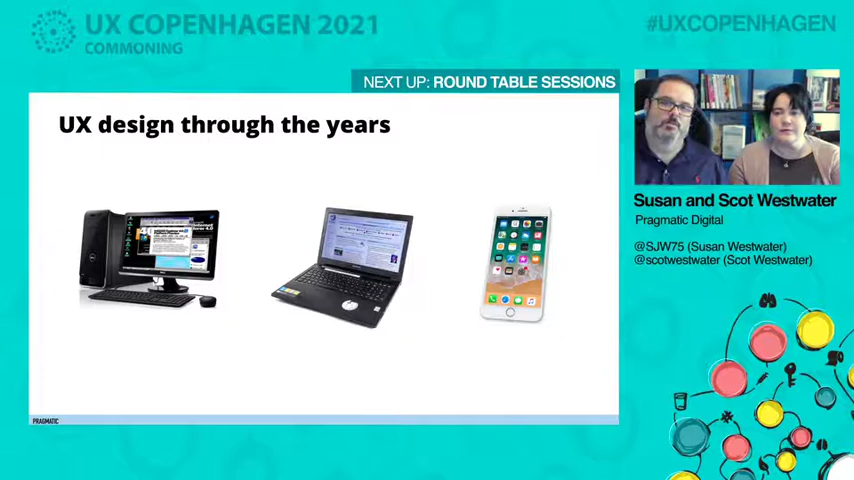 UX COPENHAGEN 2021
COMMONING
#UXCOPENHAGEN
NEXT UP: ROUND TABLE SESSIONS
UX design through the years
Susan and Scot Westwater
Pragmatic Digital
@SJW75 (Susan Westwater)
@scotwestwater (Scot Westwater)
PRAGMATIC